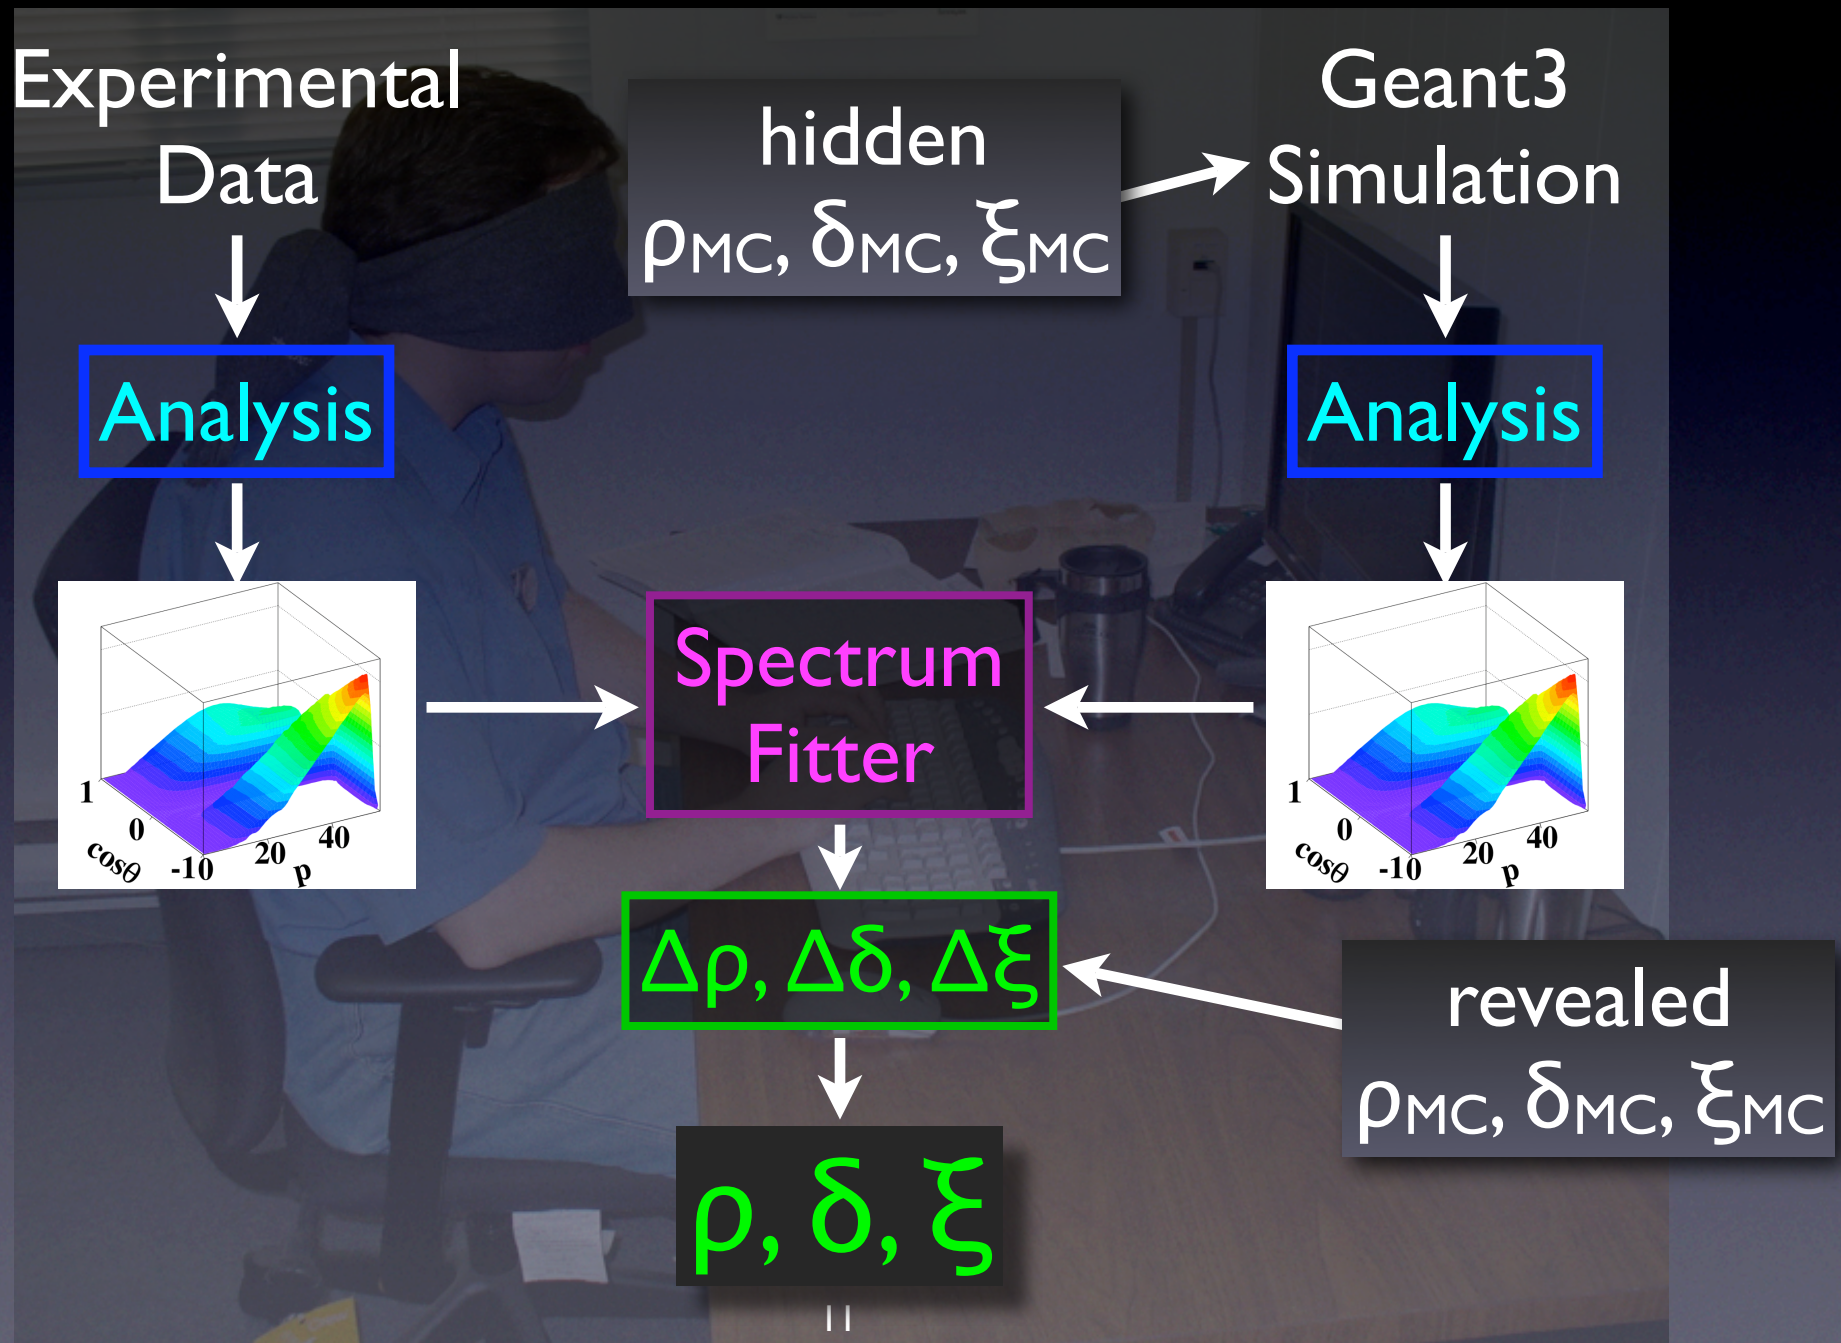 Experimental
Data
hidden
ρMC, δMC, ξMC
Geant3
Simulation
Analysis
Analysis
1
0
-10
20
40
cosθ
p
Spectrum
Fitter
1
0
-10
20
40
cosθ
p
Δρ, Δδ, Δξ
revealed
ρMC, δMC, ξMC
ρ, δ, ξ